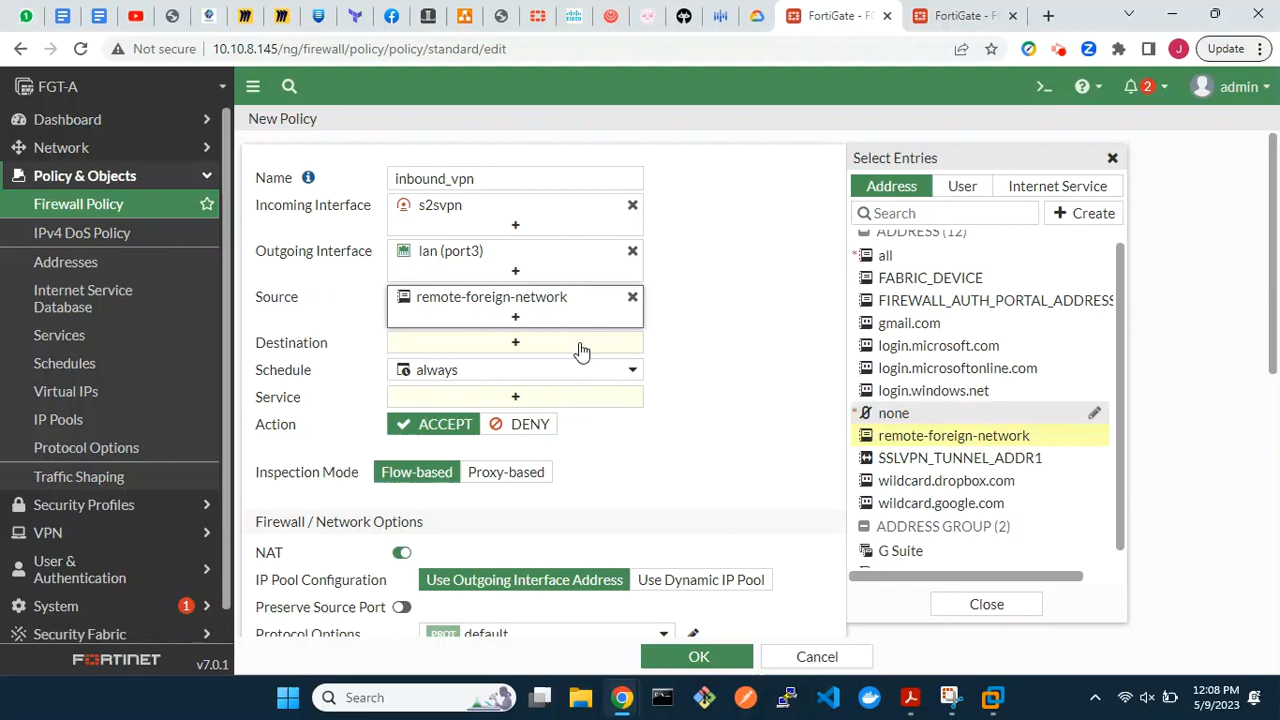 FortiGate - F
FortiGate - F
Not secure
10.10.8.145/ng/firewall/policy/policy/standard/edit
J
Update
FGT-A
2
admin
Dashboard
Network
Policy & Objects
Firewall Policy
IPv4 DoS Policy
Addresses
Internet Service
Database
Services
Schedules
Virtual IPs
IP Pools
Protocol Options
Traffic Shaping
Security Profiles
VPN
User &
Authentication
System
1
Security Fabric
FORTINET
v7.0.1
New Policy
Name
inbound_vpn
Incoming Interface
s2svpn
+
Outgoing Interface
lan (port3)
+
Source
remote-foreign-network
+
Destination
+
Schedule
always
Service
+
Action
ACCEPT
DENY
Inspection Mode
Flow-based
Proxy-based
Firewall / Network Options
NAT
IP Pool Configuration
Use Outgoing Interface Address
Use Dynamic IP Pool
Preserve Source Port
Protocol Options
PROT
default
OK
Cancel
Select Entries
Address
User
Internet Service
Search
+ Create
ADDRESS (12)
* all
FABRIC_DEVICE
FIREWALL_AUTH_PORTAL_ADDRESS
gmail.com
login.microsoft.com
login.microsoftonline.com
login.windows.net
* none
remote-foreign-network
SSLVPN_TUNNEL_ADDR1
wildcard.dropbox.com
wildcard.google.com
ADDRESS GROUP (2)
G Suite
Close
Search
12:08 PM
5/9/2023